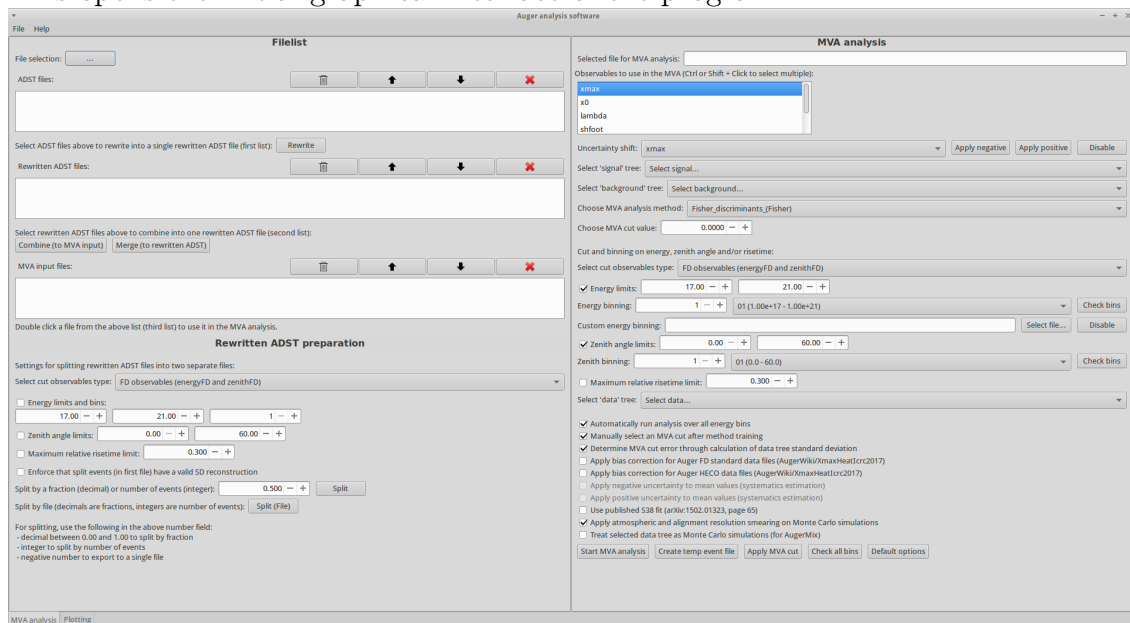 Auger analysis software
File Help
Filelist
File selection: ...
ADST files:
Select ADST files above to rewrite into a single rewritten ADST file (first list): Rewrite
Rewritten ADST files:
Select rewritten ADST files above to combine into one rewritten ADST file (second list):
Combine (to MVA input) Merge (to rewritten ADST)
MVA input files:
Double click a file from the above list (third list) to use it in the MVA analysis.
Rewritten ADST preparation
Settings for splitting rewritten ADST files into two separate files:
Select cut observables type: FD observables (energyFD and zenithFD)
Energy limits and bins:
17.00 − + 21.00 − + 1 − +
Zenith angle limits: 0.00 − + 60.00 − +
Maximum relative risetime limit: 0.300 − +
Enforce that split events (in first file) have a valid SD reconstruction
Split by a fraction (decimal) or number of events (integer): 0.500 − + Split
Split by file (decimals are fractions, integers are number of events): Split (File)
For splitting, use the following in the above number field:
- decimal between 0.00 and 1.00 to split by fraction
- integer to split by number of events
- negative number to export to a single file
MVA analysis Plotting
MVA analysis
Selected file for MVA analysis:
Observables to use in the MVA (Ctrl or Shift + Click to select multiple):
xmax
x0
lambda
shfoot
Uncertainty shift: xmax Apply negative Apply positive Disable
Select 'signal' tree: Select signal...
Select 'background' tree: Select background...
Choose MVA analysis method: Fisher_discriminants_(Fisher)
Choose MVA cut value: 0.0000 − +
Cut and binning on energy, zenith angle and/or risetime:
Select cut observables type: FD observables (energyFD and zenithFD)
Energy limits: 17.00 − + 21.00 − +
Energy binning: 1 − + 01 (1.00e+17 - 1.00e+21) Check bins
Custom energy binning: Select file... Disable
Zenith angle limits: 0.00 − + 60.00 − +
Zenith binning: 1 − + 01 (0.0 - 60.0) Check bins
Maximum relative risetime limit: 0.300 − +
Select 'data' tree: Select data...
Automatically run analysis over all energy bins
Manually select an MVA cut after method training
Determine MVA cut error through calculation of data tree standard deviation
Apply bias correction for Auger FD standard data files (AugerWiki/XmaxHeatIcrc2017)
Apply bias correction for Auger HECO data files (AugerWiki/XmaxHeatIcrc2017)
Apply negative uncertainty to mean values (systematics estimation)
Apply positive uncertainty to mean values (systematics estimation)
Use published S38 fit (arXiv:1502.01323, page 65)
Apply atmospheric and alignment resolution smearing on Monte Carlo simulations
Treat selected data tree as Monte Carlo simulations (for AugerMix)
Start MVA analysis Create temp event file Apply MVA cut Check all bins Default options